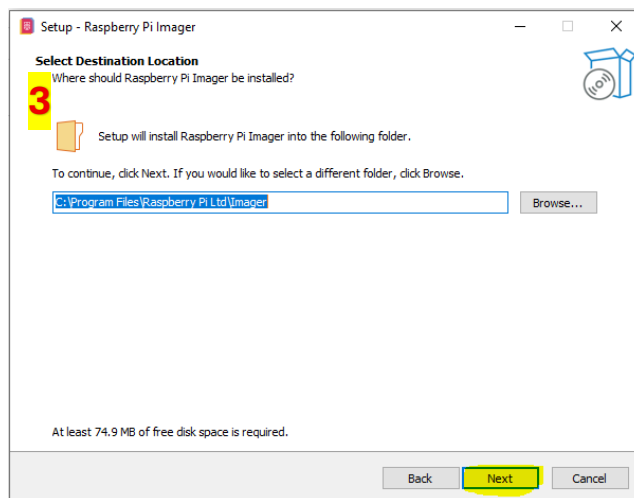 Setup - Raspberry Pi Imager
Select Destination Location
Where should Raspberry Pi Imager be installed?
3
Setup will install Raspberry Pi Imager into the following folder.
To continue, click Next. If you would like to select a different folder, click Browse.
C:\Program Files\Raspberry Pi Ltd\Imager
Browse...
At least 74.9 MB of free disk space is required.
Back Next Cancel